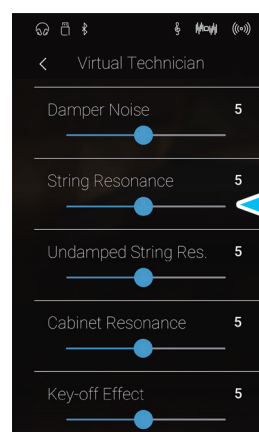 Virtual Technician
Damper Noise 5
String Resonance 5
Undamped String Res. 5
Cabinet Resonance 5
Key-off Effect 5